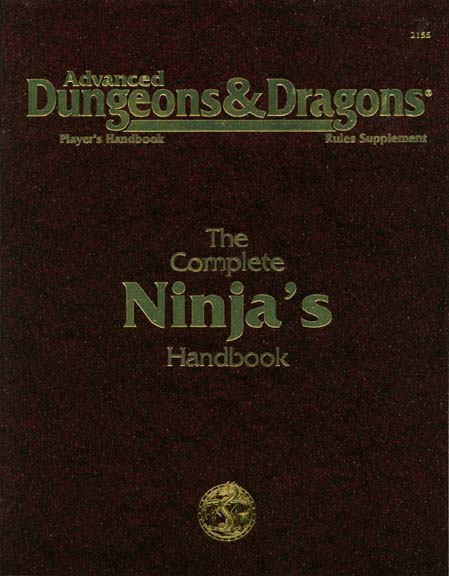 2155
Advanced
Dungeons & Dragons®
Player's Handbook Rules Supplement
The
Complete
Ninja's
Handbook